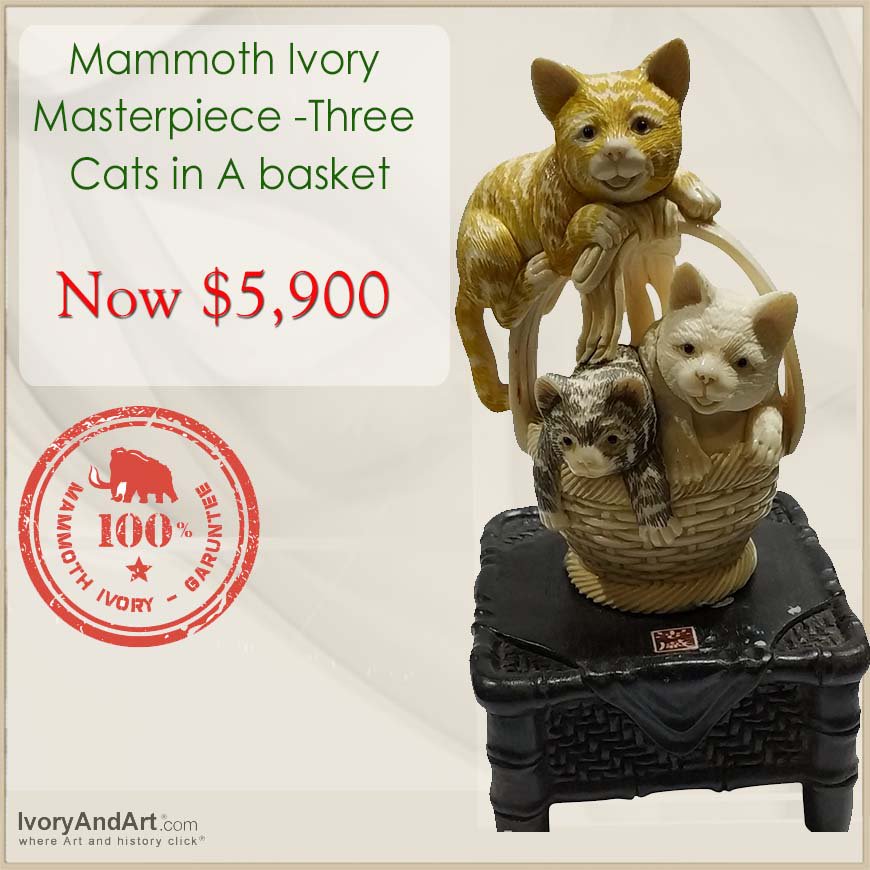 Mammoth Ivory
Masterpiece -Three
Cats in A basket
Now $5,900
100%
MAMMOTH IVORY - GARUNTEE
IvoryAndArt®.com
where Art and history click®